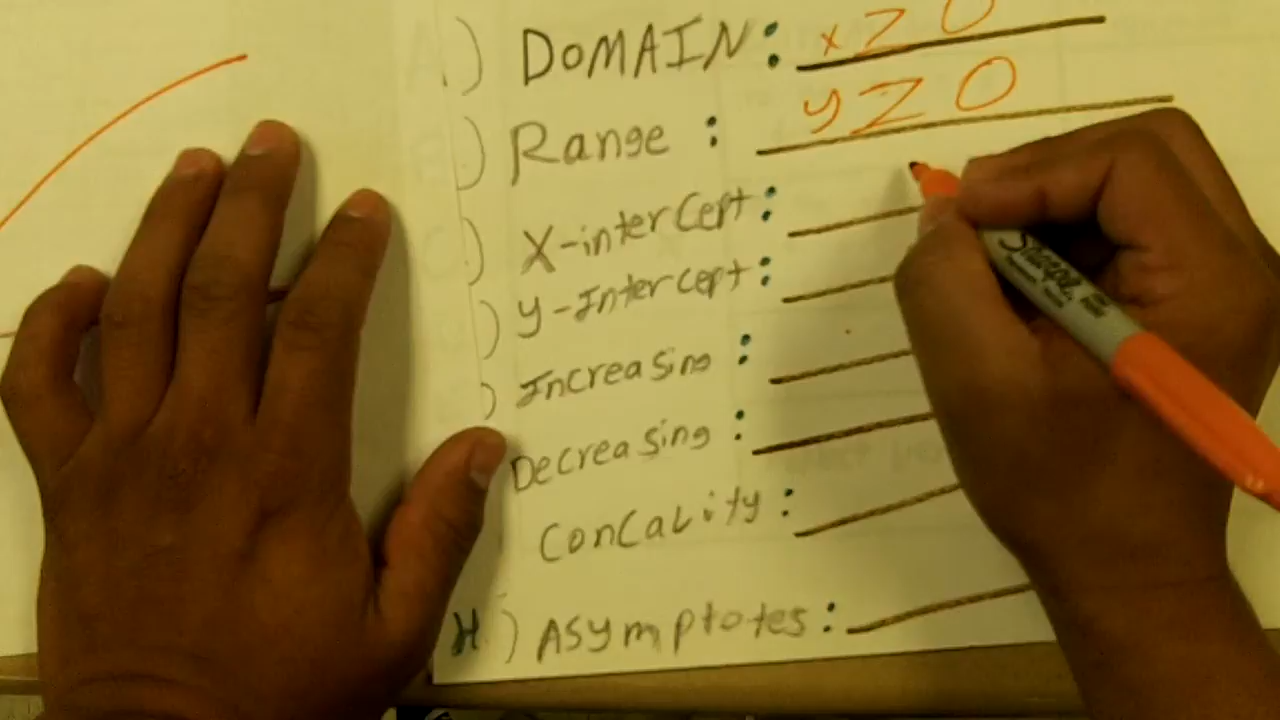 A.) DOMAIN: x ≥ 0
) Range: y ≥ 0
) X-intercept:
) y-Intercept:
) Increasing:
Decreasing:
Concavity:
H.) Asymptotes:
Sharpie